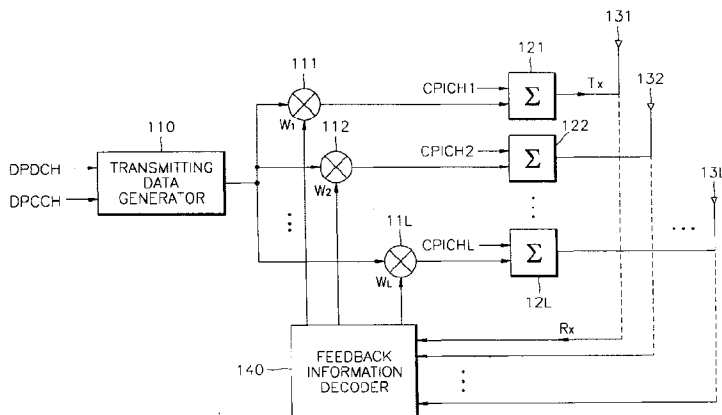 131
121
111
CPICH1
Σ
Tx
132
W1
112
122
110
CPICH2
Σ
DPDCH
TRANSMITTING
DATA
GENERATOR
DPCCH
W2
13L
11L
CPICHL
Σ
WL
12L
Rx
140
FEEDBACK
INFORMATION
DECODER